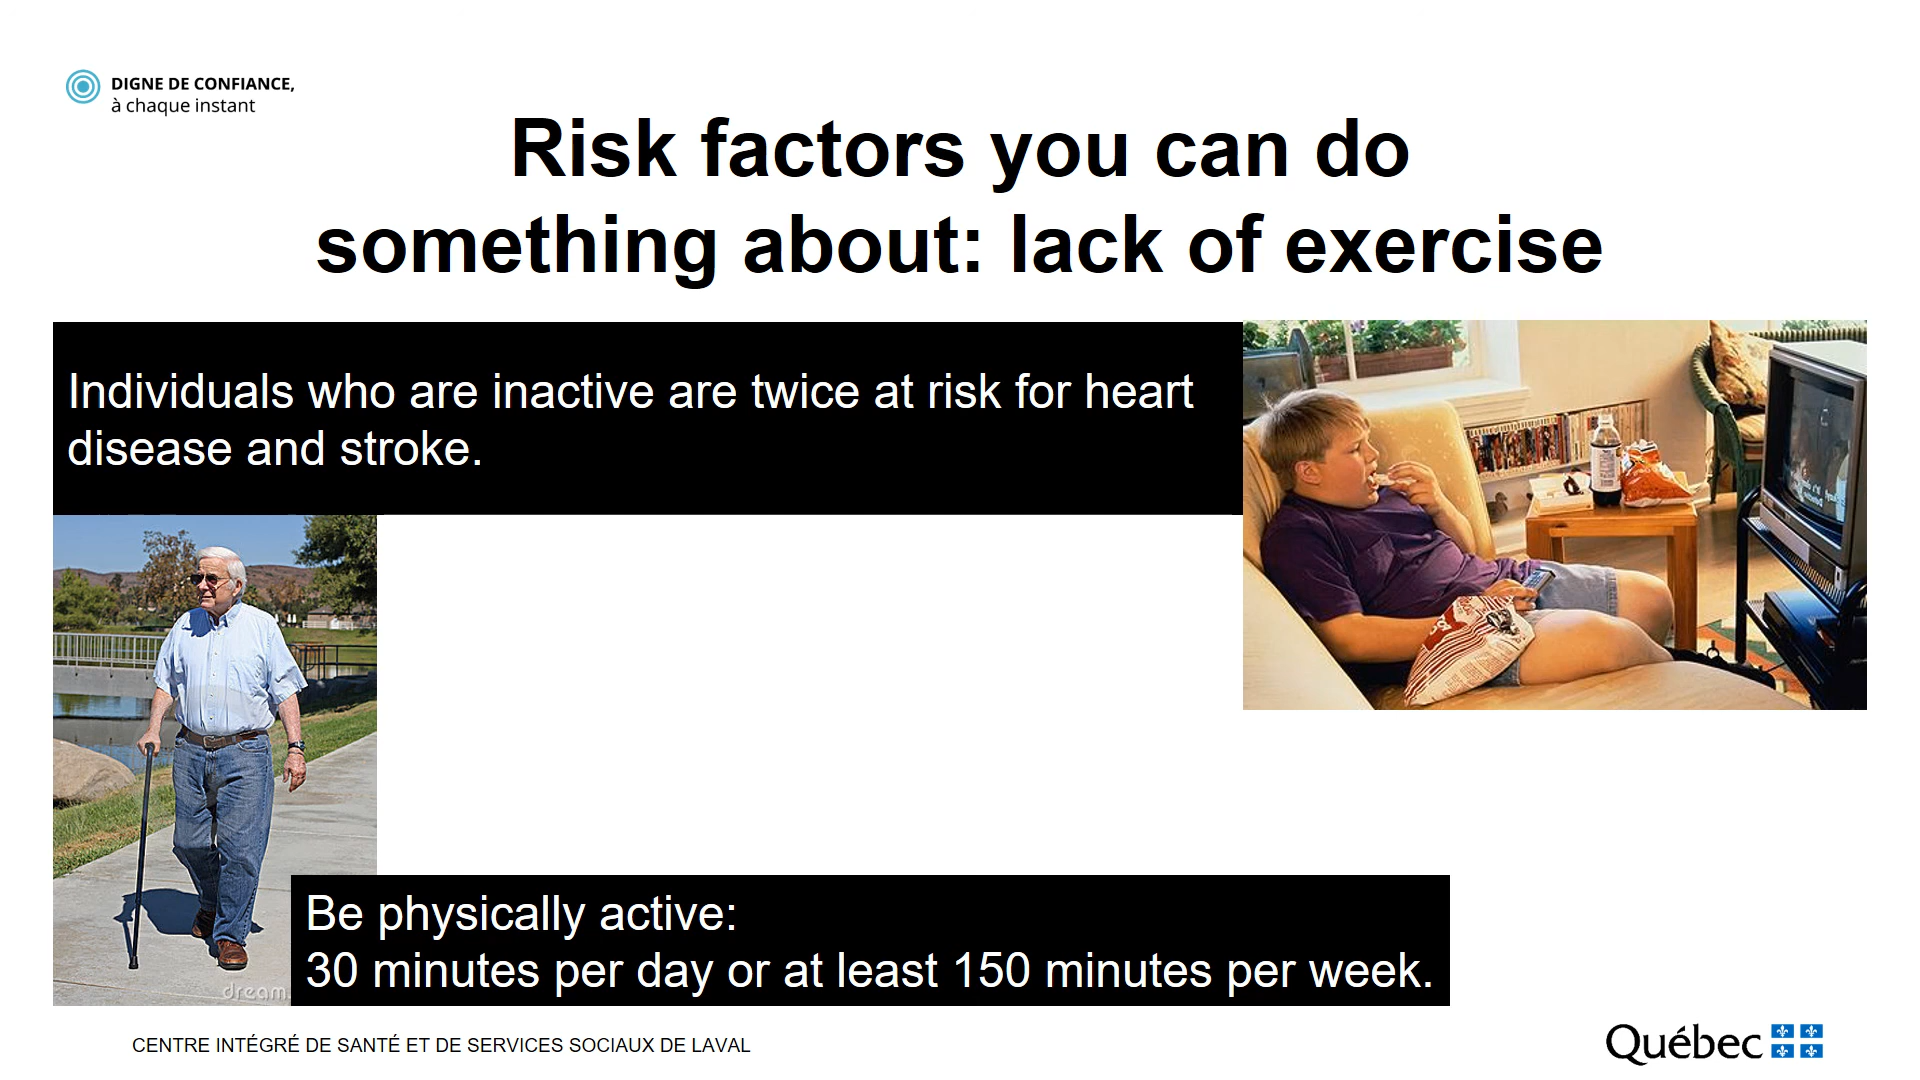 DIGNE DE CONFIANCE,
à chaque instant
Risk factors you can do
something about: lack of exercise
Individuals who are inactive are twice at risk for heart
disease and stroke.
Be physically active:
30 minutes per day or at least 150 minutes per week.
dream
CENTRE INTÉGRÉ DE SANTÉ ET DE SERVICES SOCIAUX DE LAVAL
Québec